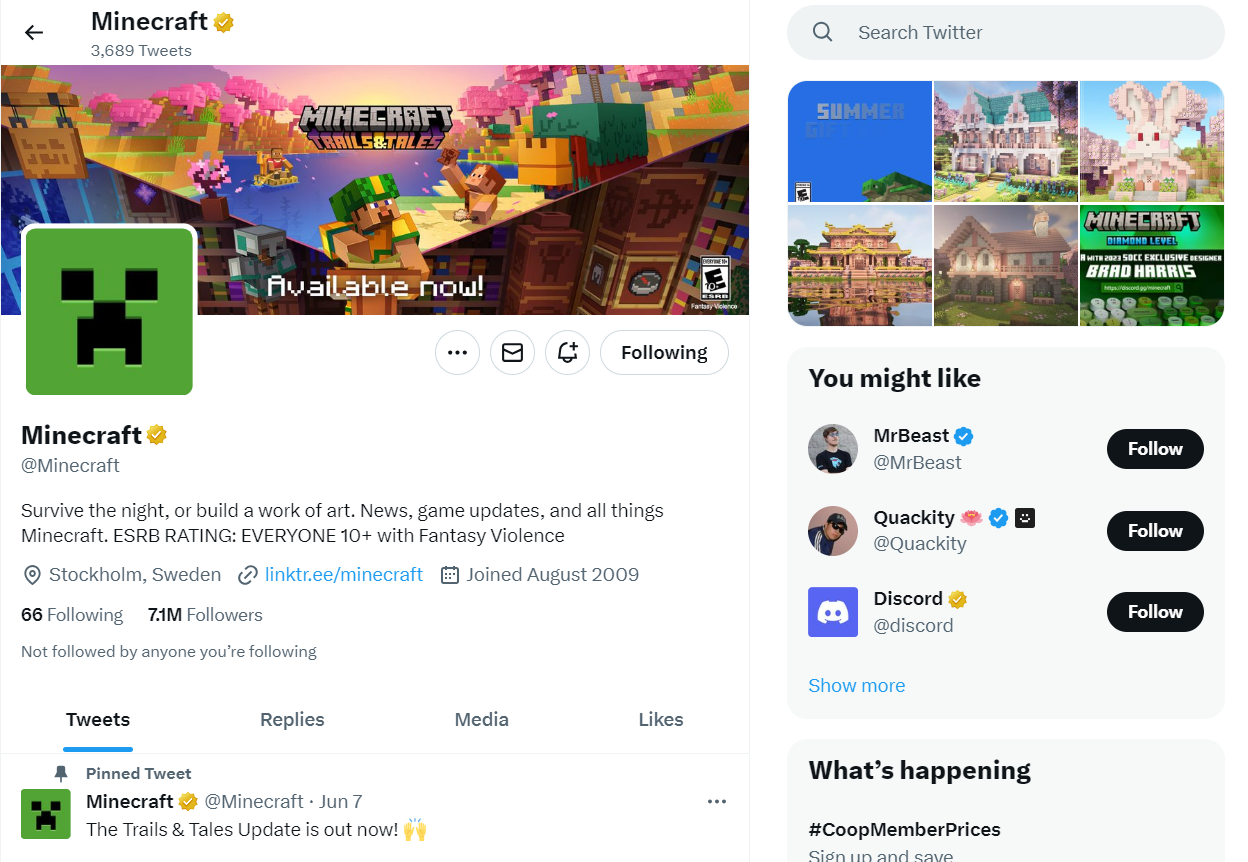 Minecraft
3,689 Tweets
MINECRAFT
TRAILS & TALES
Available now!
EVERYONE 10+
ESRB
Fantasy Violence
Following
Minecraft
@Minecraft
Survive the night, or build a work of art. News, game updates, and all things
Minecraft. ESRB RATING: EVERYONE 10+ with Fantasy Violence
Stockholm, Sweden linktr.ee/minecraft Joined August 2009
66 Following 7.1M Followers
Not followed by anyone you’re following
Tweets Replies Media Likes
Pinned Tweet
Minecraft @Minecraft · Jun 7
The Trails & Tales Update is out now! 🙌
Search Twitter
SUMMER
MINECRAFT
DIAMOND LEVEL
WITH 2023 SDCC EXCLUSIVE DESIGNER
BRAD HARRIS
https://discord.gg/minecraft
You might like
MrBeast
@MrBeast
Follow
Quackity 🪷
@Quackity
Follow
Discord
@discord
Follow
Show more
What’s happening
#CoopMemberPrices
Sign up and save